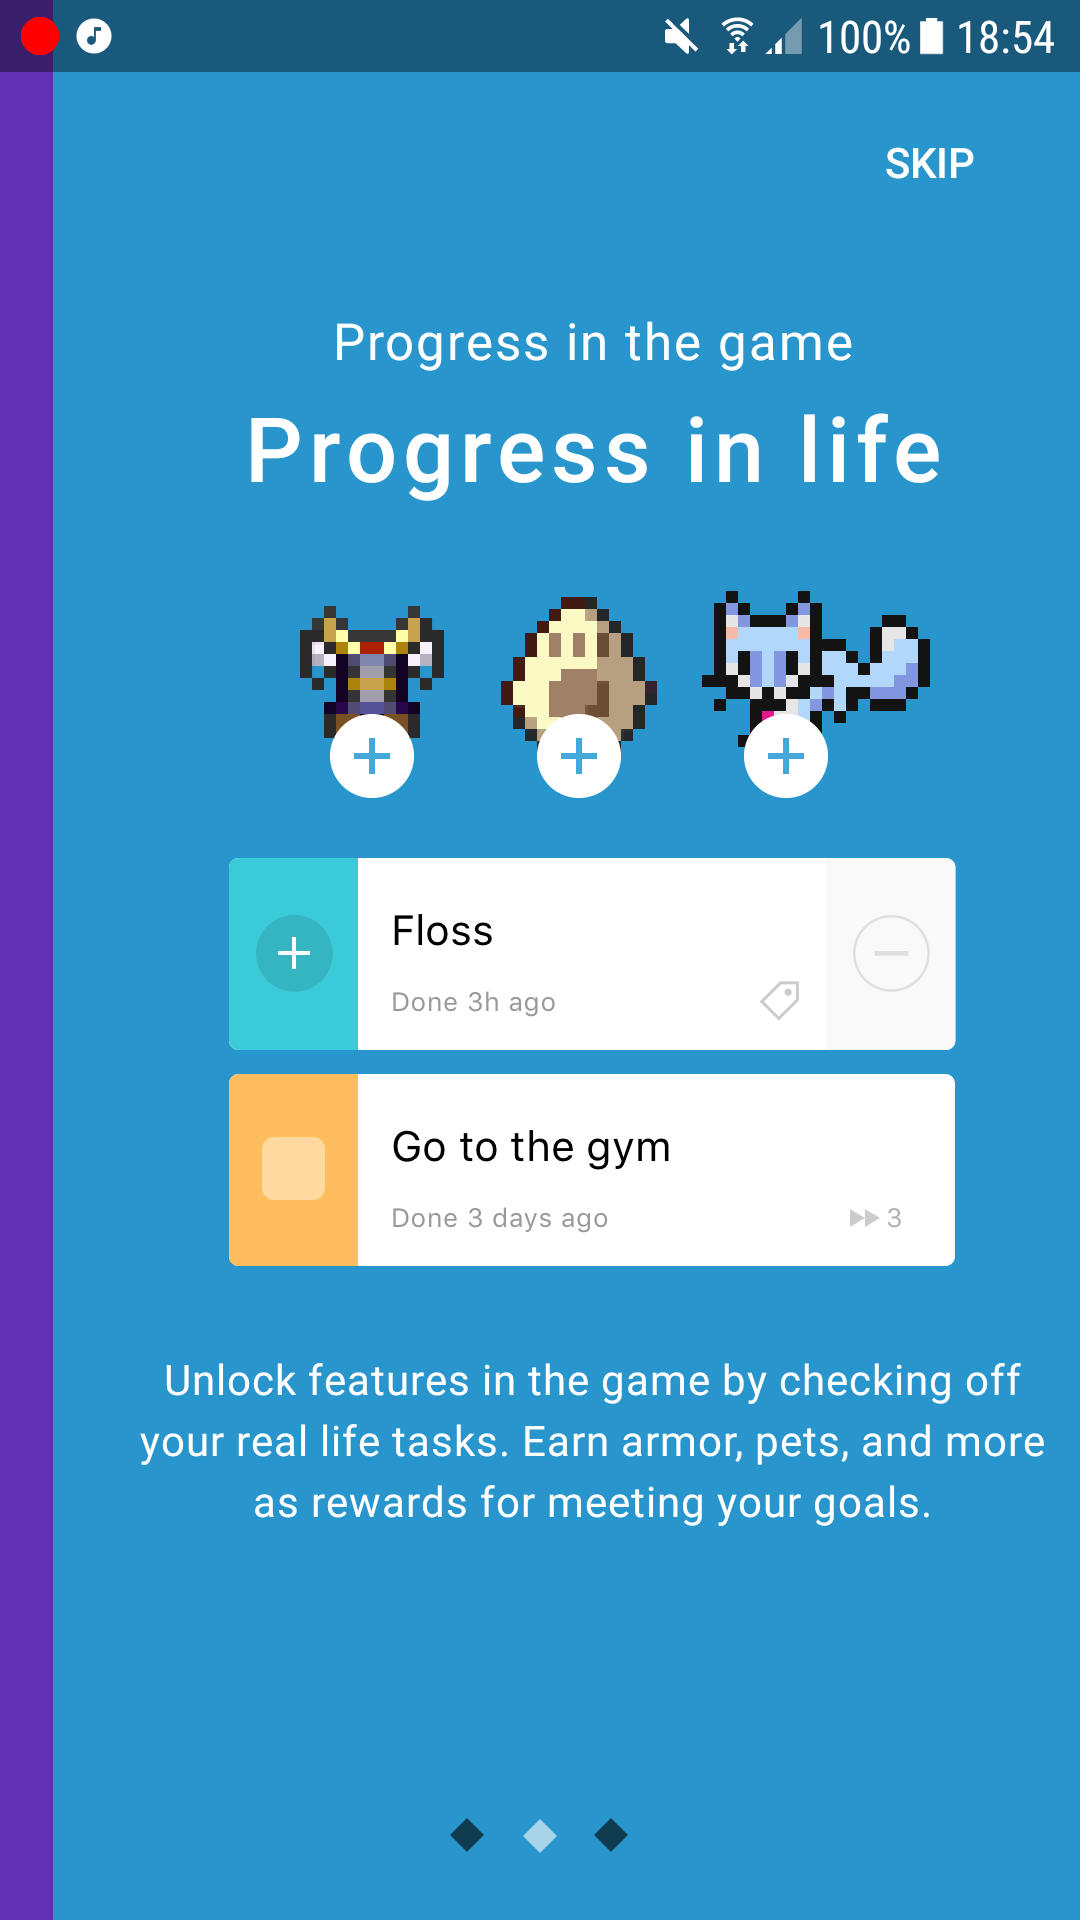 100% 18:54
SKIP
Progress in the game
Progress in life
Floss
Done 3h ago
Go to the gym
Done 3 days ago
3
Unlock features in the game by checking off
your real life tasks. Earn armor, pets, and more
as rewards for meeting your goals.